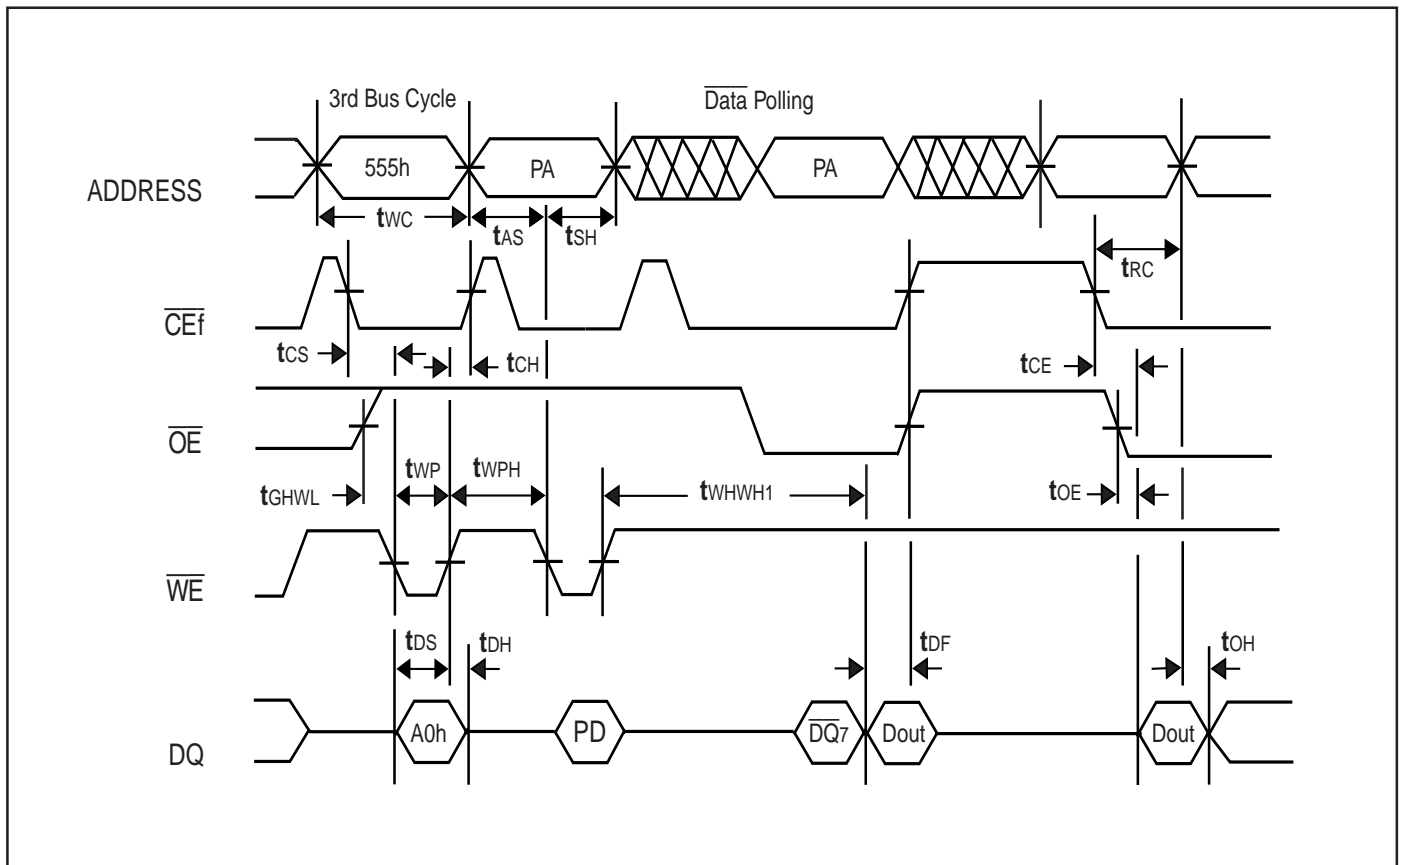 3rd Bus Cycle
Data Polling
ADDRESS
555h
PA
PA
tWC
tAS
tSH
tRC
CEf
tCS
tCH
tCE
OE
tGHWL
tWP
tWPH
tWHWH1
tOE
WE
tDS
tDH
tDF
tOH
DQ
A0h
PD
DQ7
Dout
Dout